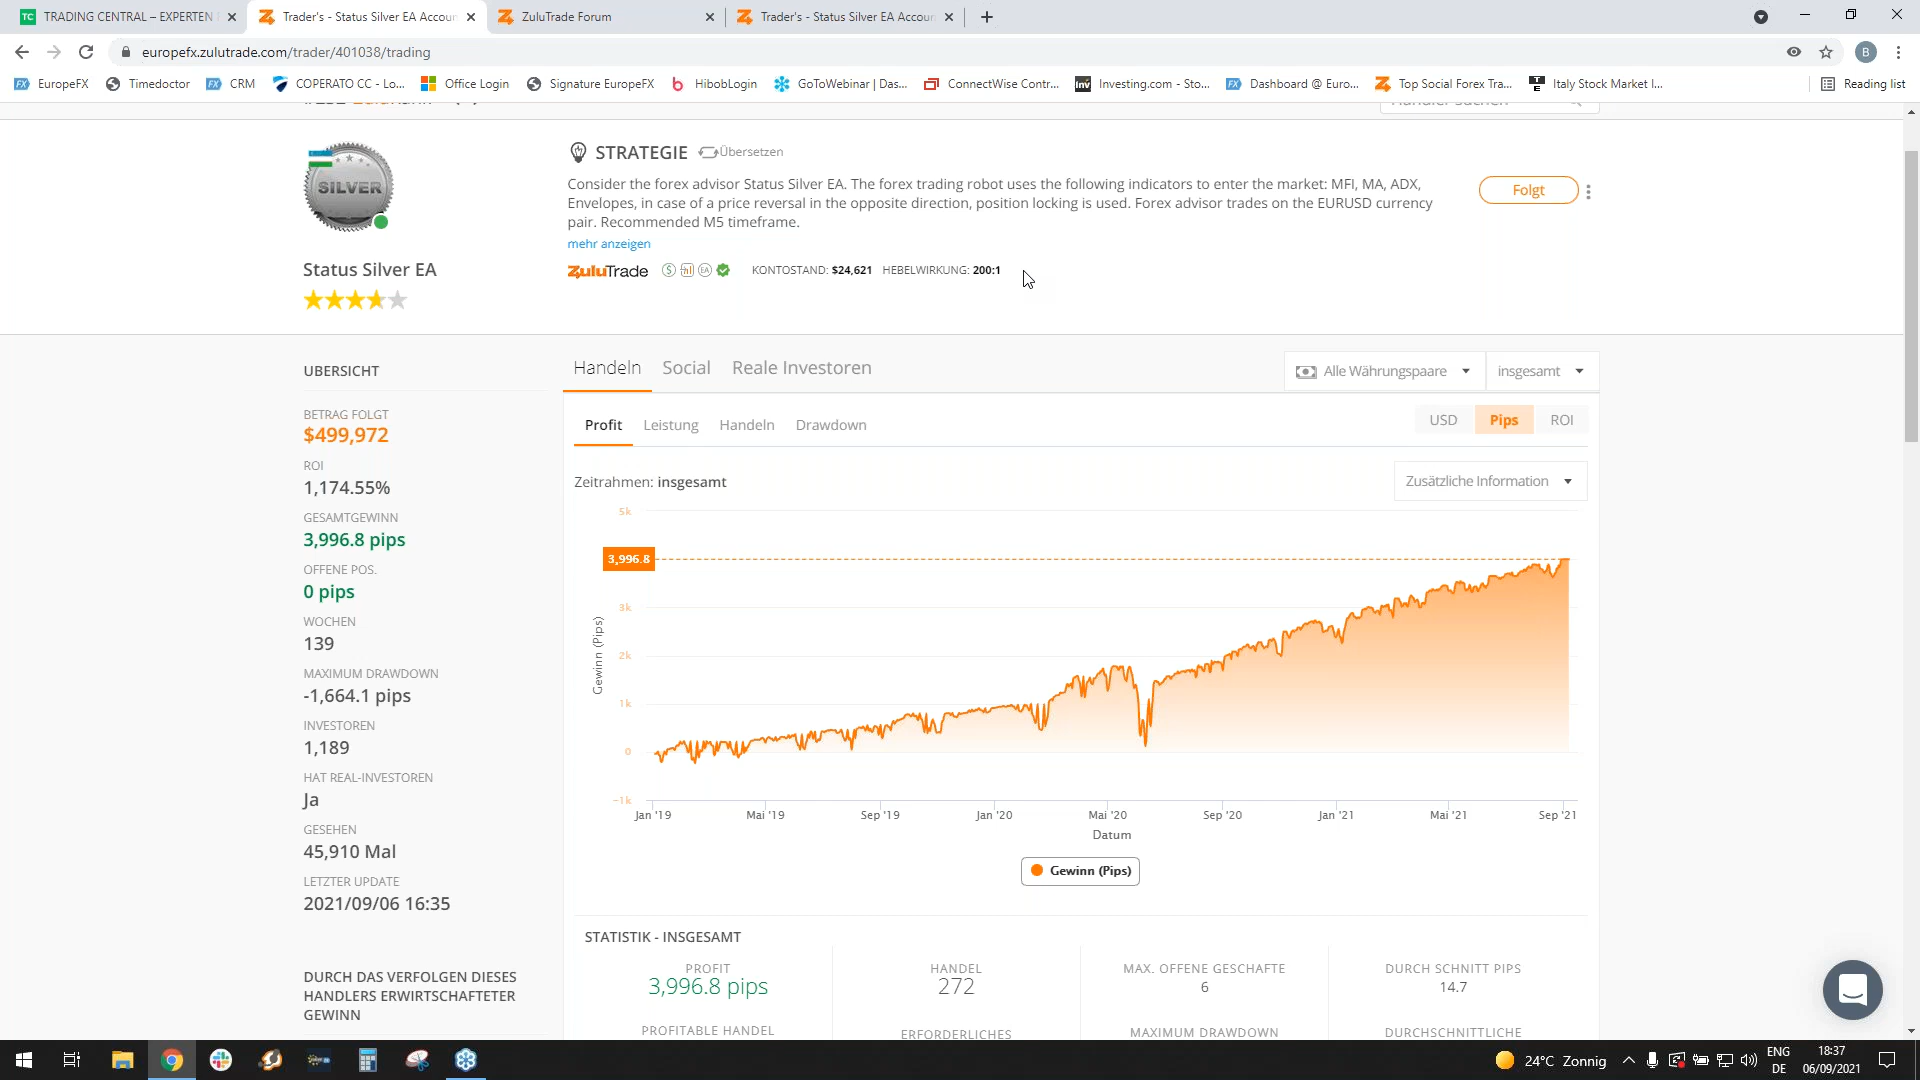 TRADING CENTRAL – EXPERTEN
Trader's - Status Silver EA Accoun
ZuluTrade Forum
Trader's - Status Silver EA Accoun
europefx.zulutrade.com/trader/401038/trading
B
EuropeFX
Timedoctor
CRM
COPERATO CC - Lo...
Office Login
Signature EuropeFX
HibobLogin
GoToWebinar | Das...
ConnectWise Contr...
Investing.com - Sto...
Dashboard @ Euro...
Top Social Forex Tra...
Italy Stock Market I...
Reading list
SILVER
STRATEGIE
Übersetzen
Consider the forex advisor Status Silver EA. The forex trading robot uses the following indicators to enter the market: MFI, MA, ADX,
Envelopes, in case of a price reversal in the opposite direction, position locking is used. Forex advisor trades on the EURUSD currency
pair. Recommended M5 timeframe.
mehr anzeigen
Folgt
ZuluTrade
EA
KONTOSTAND: $24,621 HEBELWIRKUNG: 200:1
Status Silver EA
UBERSICHT
BETRAG FOLGT
$499,972
ROI
1,174.55%
GESAMTGEWINN
3,996.8 pips
OFFENE POS.
0 pips
WOCHEN
139
MAXIMUM DRAWDOWN
-1,664.1 pips
INVESTOREN
1,189
HAT REAL-INVESTOREN
Ja
GESEHEN
45,910 Mal
LETZTER UPDATE
2021/09/06 16:35
DURCH DAS VERFOLGEN DIESES
HANDLERS ERWIRTSCHAFTETER
GEWINN
Handeln Social Reale Investoren
Alle Währungspaare
insgesamt
Profit Leistung Handeln Drawdown
USD Pips ROI
Zeitrahmen: insgesamt
Zusätzliche Information
5k
3,996.8
3k
2k
1k
0
-1k
Gewinn (Pips)
Jan '19 Mai '19 Sep '19 Jan '20 Mai '20 Sep '20 Jan '21 Mai '21 Sep '21
Datum
Gewinn (Pips)
STATISTIK - INSGESAMT
PROFIT
3,996.8 pips
HANDEL
272
MAX. OFFENE GESCHAFTE
6
DURCH SCHNITT PIPS
14.7
PROFITABLE HANDEL
ERFORDERLICHES
MAXIMUM DRAWDOWN
DURCHSCHNITTLICHE
24°C Zonnig
ENG
DE
18:37
06/09/2021